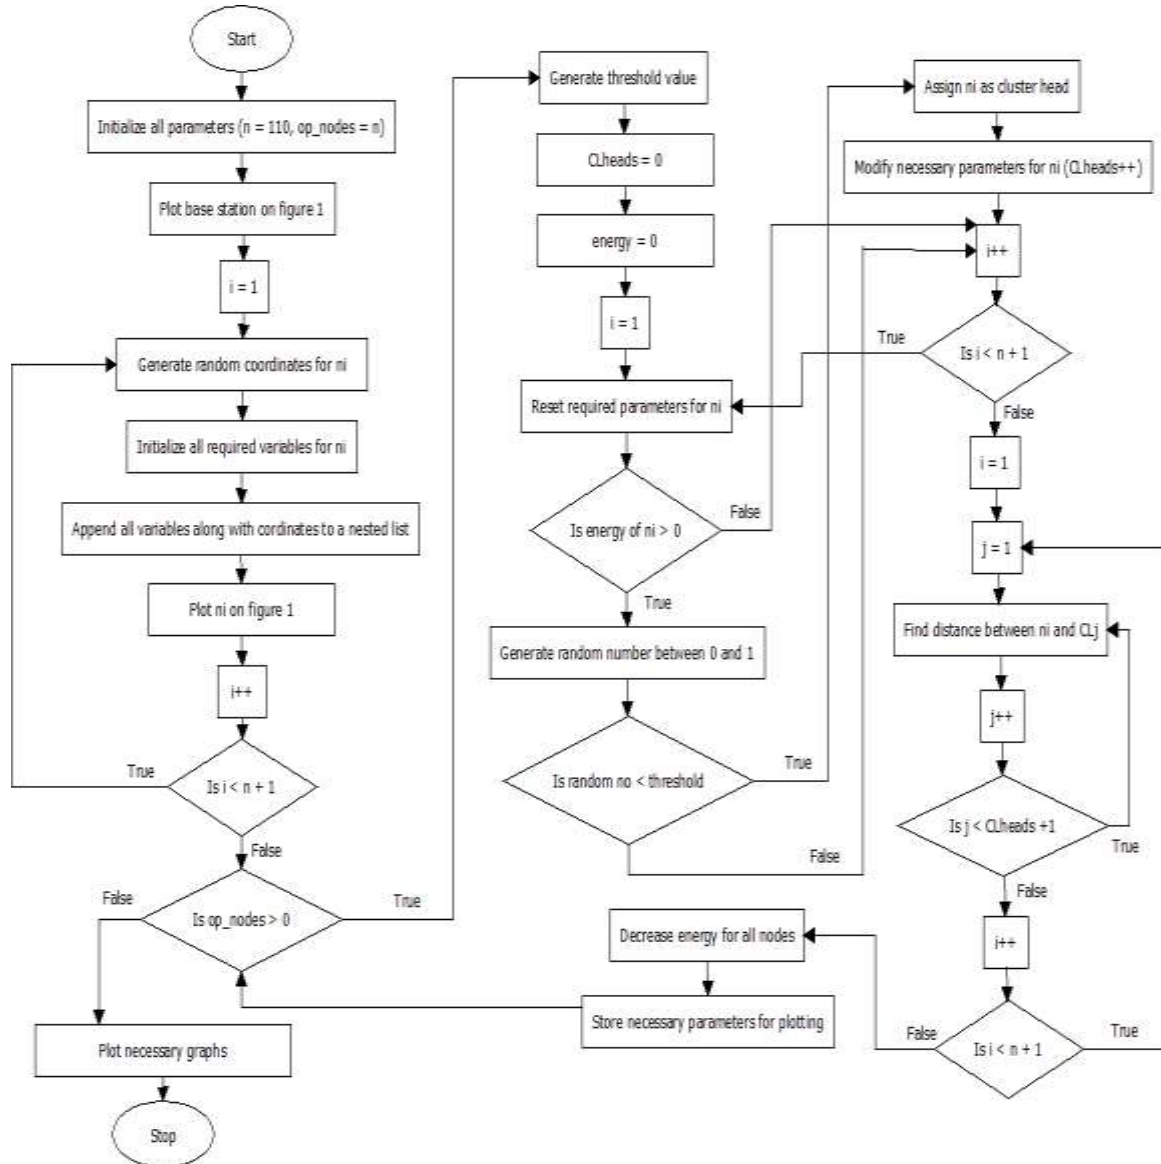 Start
Initialize all parameters (n = 110, op_nodes = n)
Plot base station on figure 1
i = 1
Generate random coordinates for ni
Initialize all required variables for ni
Append all variables along with cordinates to a nested list
Plot ni on figure 1
i++
True
Is i < n + 1
False
False
Is op_nodes > 0
True
Plot necessary graphs
Stop
Generate threshold value
CLheads = 0
energy = 0
i = 1
Reset required parameters for ni
Is energy of ni > 0
False
True
Generate random number between 0 and 1
Is random no < threshold
True
False
Assign ni as cluster head
Modify necessary parameters for ni (CLheads++)
i++
True
Is i < n + 1
False
i = 1
j = 1
Find distance between ni and CLj
j++
Is j < CLheads +1
True
False
i++
False
Is i < n + 1
True
Decrease energy for all nodes
Store necessary parameters for plotting